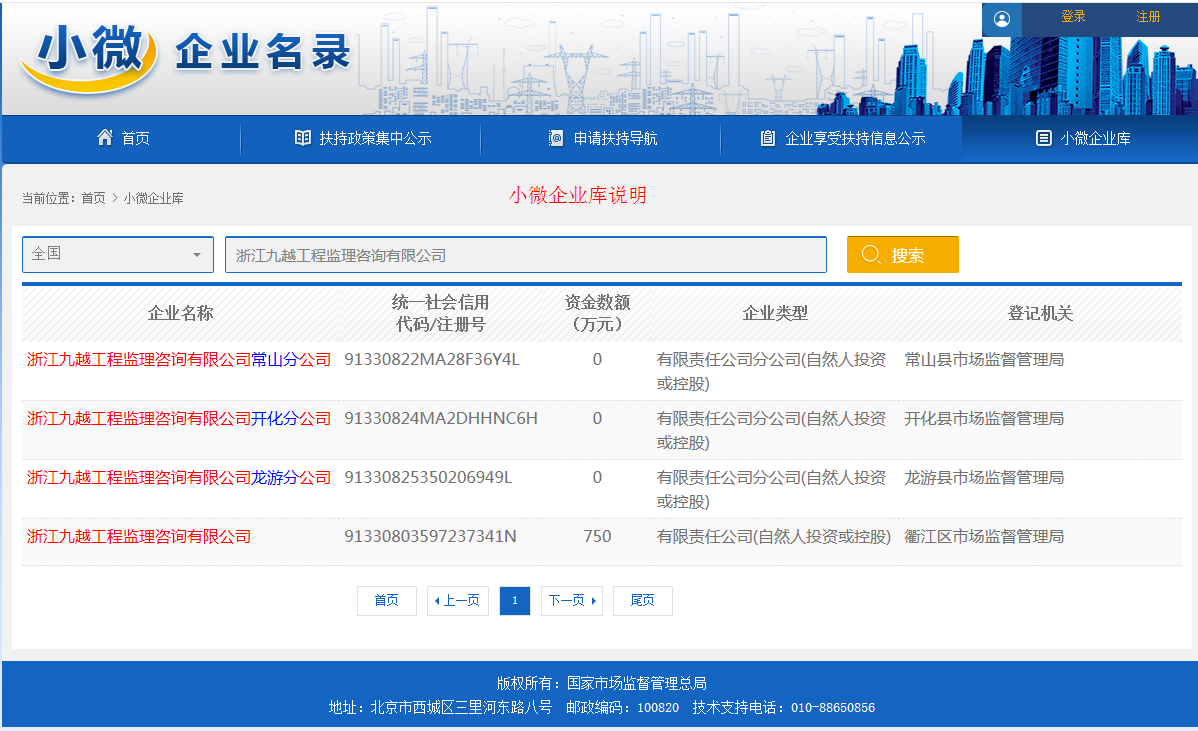 小微 企业名录
登录 注册
首页 扶持政策集中公示 申请扶持导航 企业享受扶持信息公示 小微企业库
当前位置：首页 > 小微企业库
小微企业库说明
全国 浙江九越工程监理咨询有限公司 搜索
企业名称 统一社会信用代码/注册号 资金数额（万元） 企业类型 登记机关
浙江九越工程监理咨询有限公司常山分公司 91330822MA28F36Y4L 0 有限责任公司分公司(自然人投资或控股) 常山县市场监督管理局
浙江九越工程监理咨询有限公司开化分公司 91330824MA2DHHNC6H 0 有限责任公司分公司(自然人投资或控股) 开化县市场监督管理局
浙江九越工程监理咨询有限公司龙游分公司 91330825350206949L 0 有限责任公司分公司(自然人投资或控股) 龙游县市场监督管理局
浙江九越工程监理咨询有限公司 91330803597237341N 750 有限责任公司(自然人投资或控股) 衢江区市场监督管理局
首页 上一页 1 下一页 尾页
版权所有：国家市场监督管理总局
地址：北京市西城区三里河东路八号 邮政编码：100820 技术支持电话：010-88650856